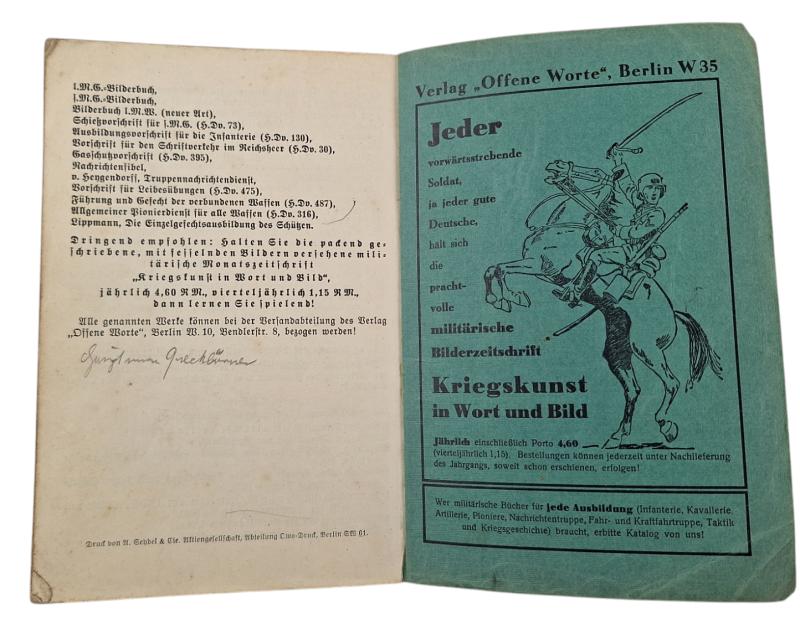 l.M.G.-Bilderbuch,
s.M.G.-Bilderbuch,
Bilderbuch l.M.W. (neuer Art),
Schießvorschrift für s.M.G. (H.Dv. 73),
Ausbildungsvorschrift für die Infanterie (H.Dv. 130),
Vorschrift für den Schriftverkehr im Reichsheer (H.Dv. 30),
Gasschutzvorschrift (H.Dv. 395),
Nachrichtenfibel,
v. Heygendorff, Truppennachrichtendienst,
Vorschrift für Leibesübungen (H.Dv. 475),
Führung und Gefecht der verbundenen Waffen (H.Dv. 487),
Allgemeiner Pionierdienst für alle Waffen (H.Dv. 316),
Lippmann, Die Einzelgefechtsausbildung des Schützen.
Dringend empfohlen: Halten Sie die packend ge-
schriebene, mit fesselnden Bildern versehene mili-
tärische Monatszeitschrift
„Kriegskunst in Wort und Bild",
jährlich 4,60 R.M., vierteljährlich 1,15 R.M.,
dann lernen Sie spielend!
Alle genannten Werke können bei der Versandabteilung des Verlag
„Offene Worte", Berlin W. 10, Bendlerstr. 8, bezogen werden!
Hauptmann
Druck von A. Seydel & Cie. Aktiengesellschaft, Abteilung Owo-Druck, Berlin SW 61.
Verlag „Offene Worte", Berlin W 35
Jeder
vorwärtsstrebende
Soldat,
ja jeder gute
Deutsche,
hält sich
die
pracht-
volle
militärische
Bilderzeitschrift
Kriegskunst
in Wort und Bild
Jährlich einschließlich Porto 4,60
(vierteljährlich 1,15). Bestellungen können jederzeit unter Nachlieferung
des Jahrgangs, soweit schon erschienen, erfolgen!
Wer militärische Bücher für jede Ausbildung (Infanterie, Kavallerie,
Artillerie, Pioniere, Nachrichtentruppe, Fahr- und Kraftfahrtruppe, Taktik
und Kriegsgeschichte) braucht, erbitte Katalog von uns!